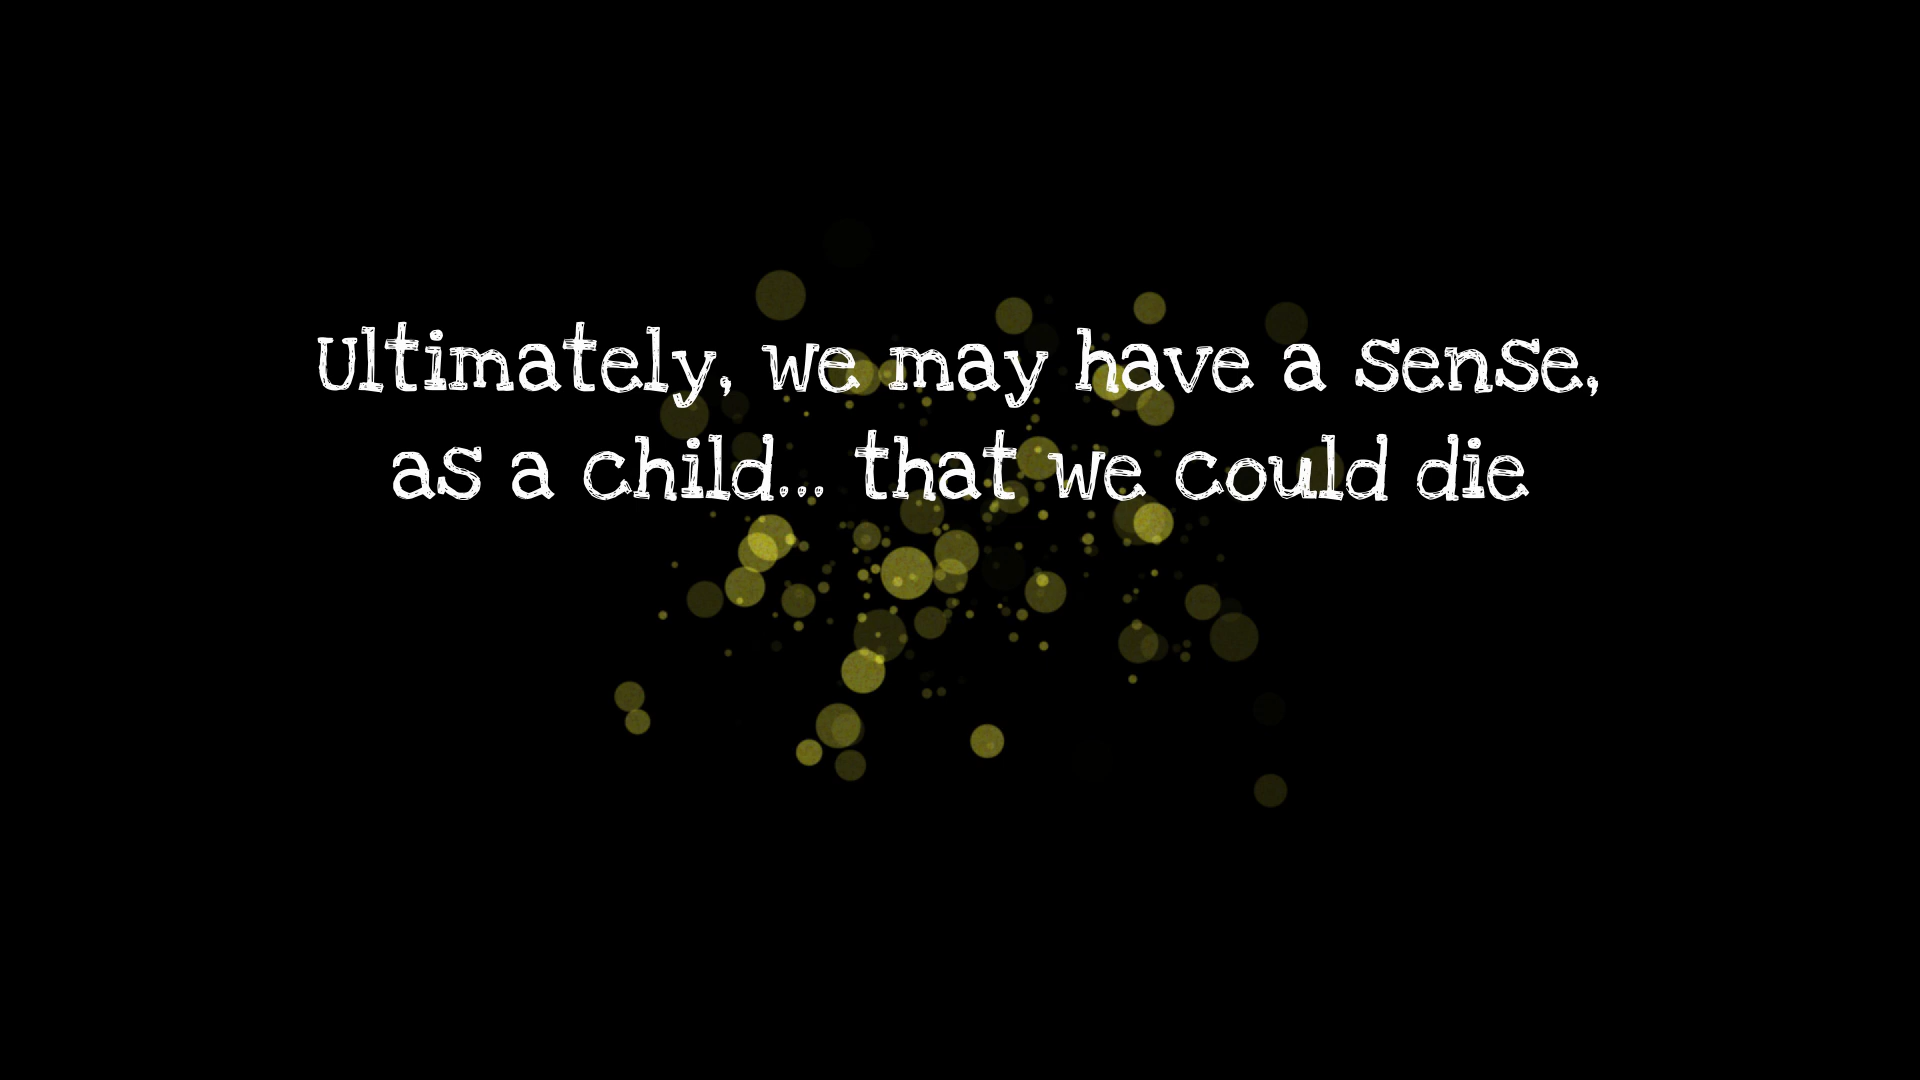 Ultimately, we may have a sense,
as a child... that we could die